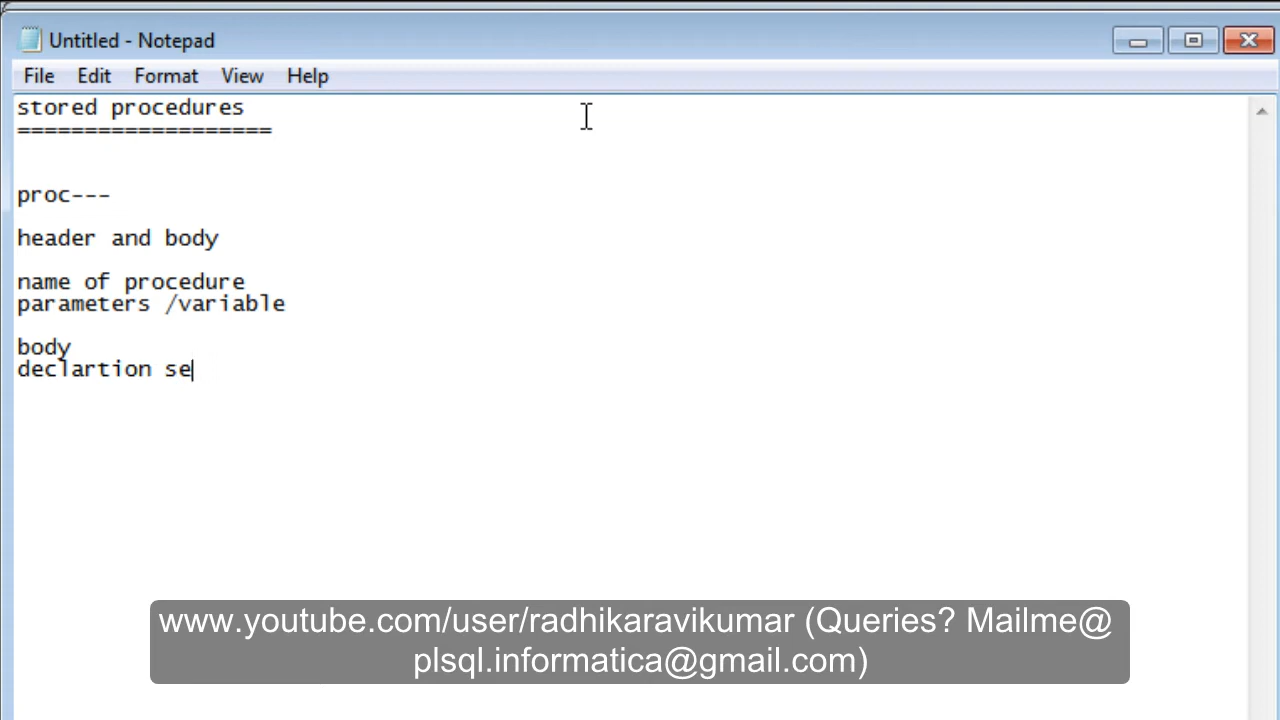 Untitled - Notepad
File Edit Format View Help
stored procedures
===================
proc---
header and body
name of procedure
parameters /variable
body
declartion se
www.youtube.com/user/radhikaravikumar (Queries? Mailme@
plsql.informatica@gmail.com)